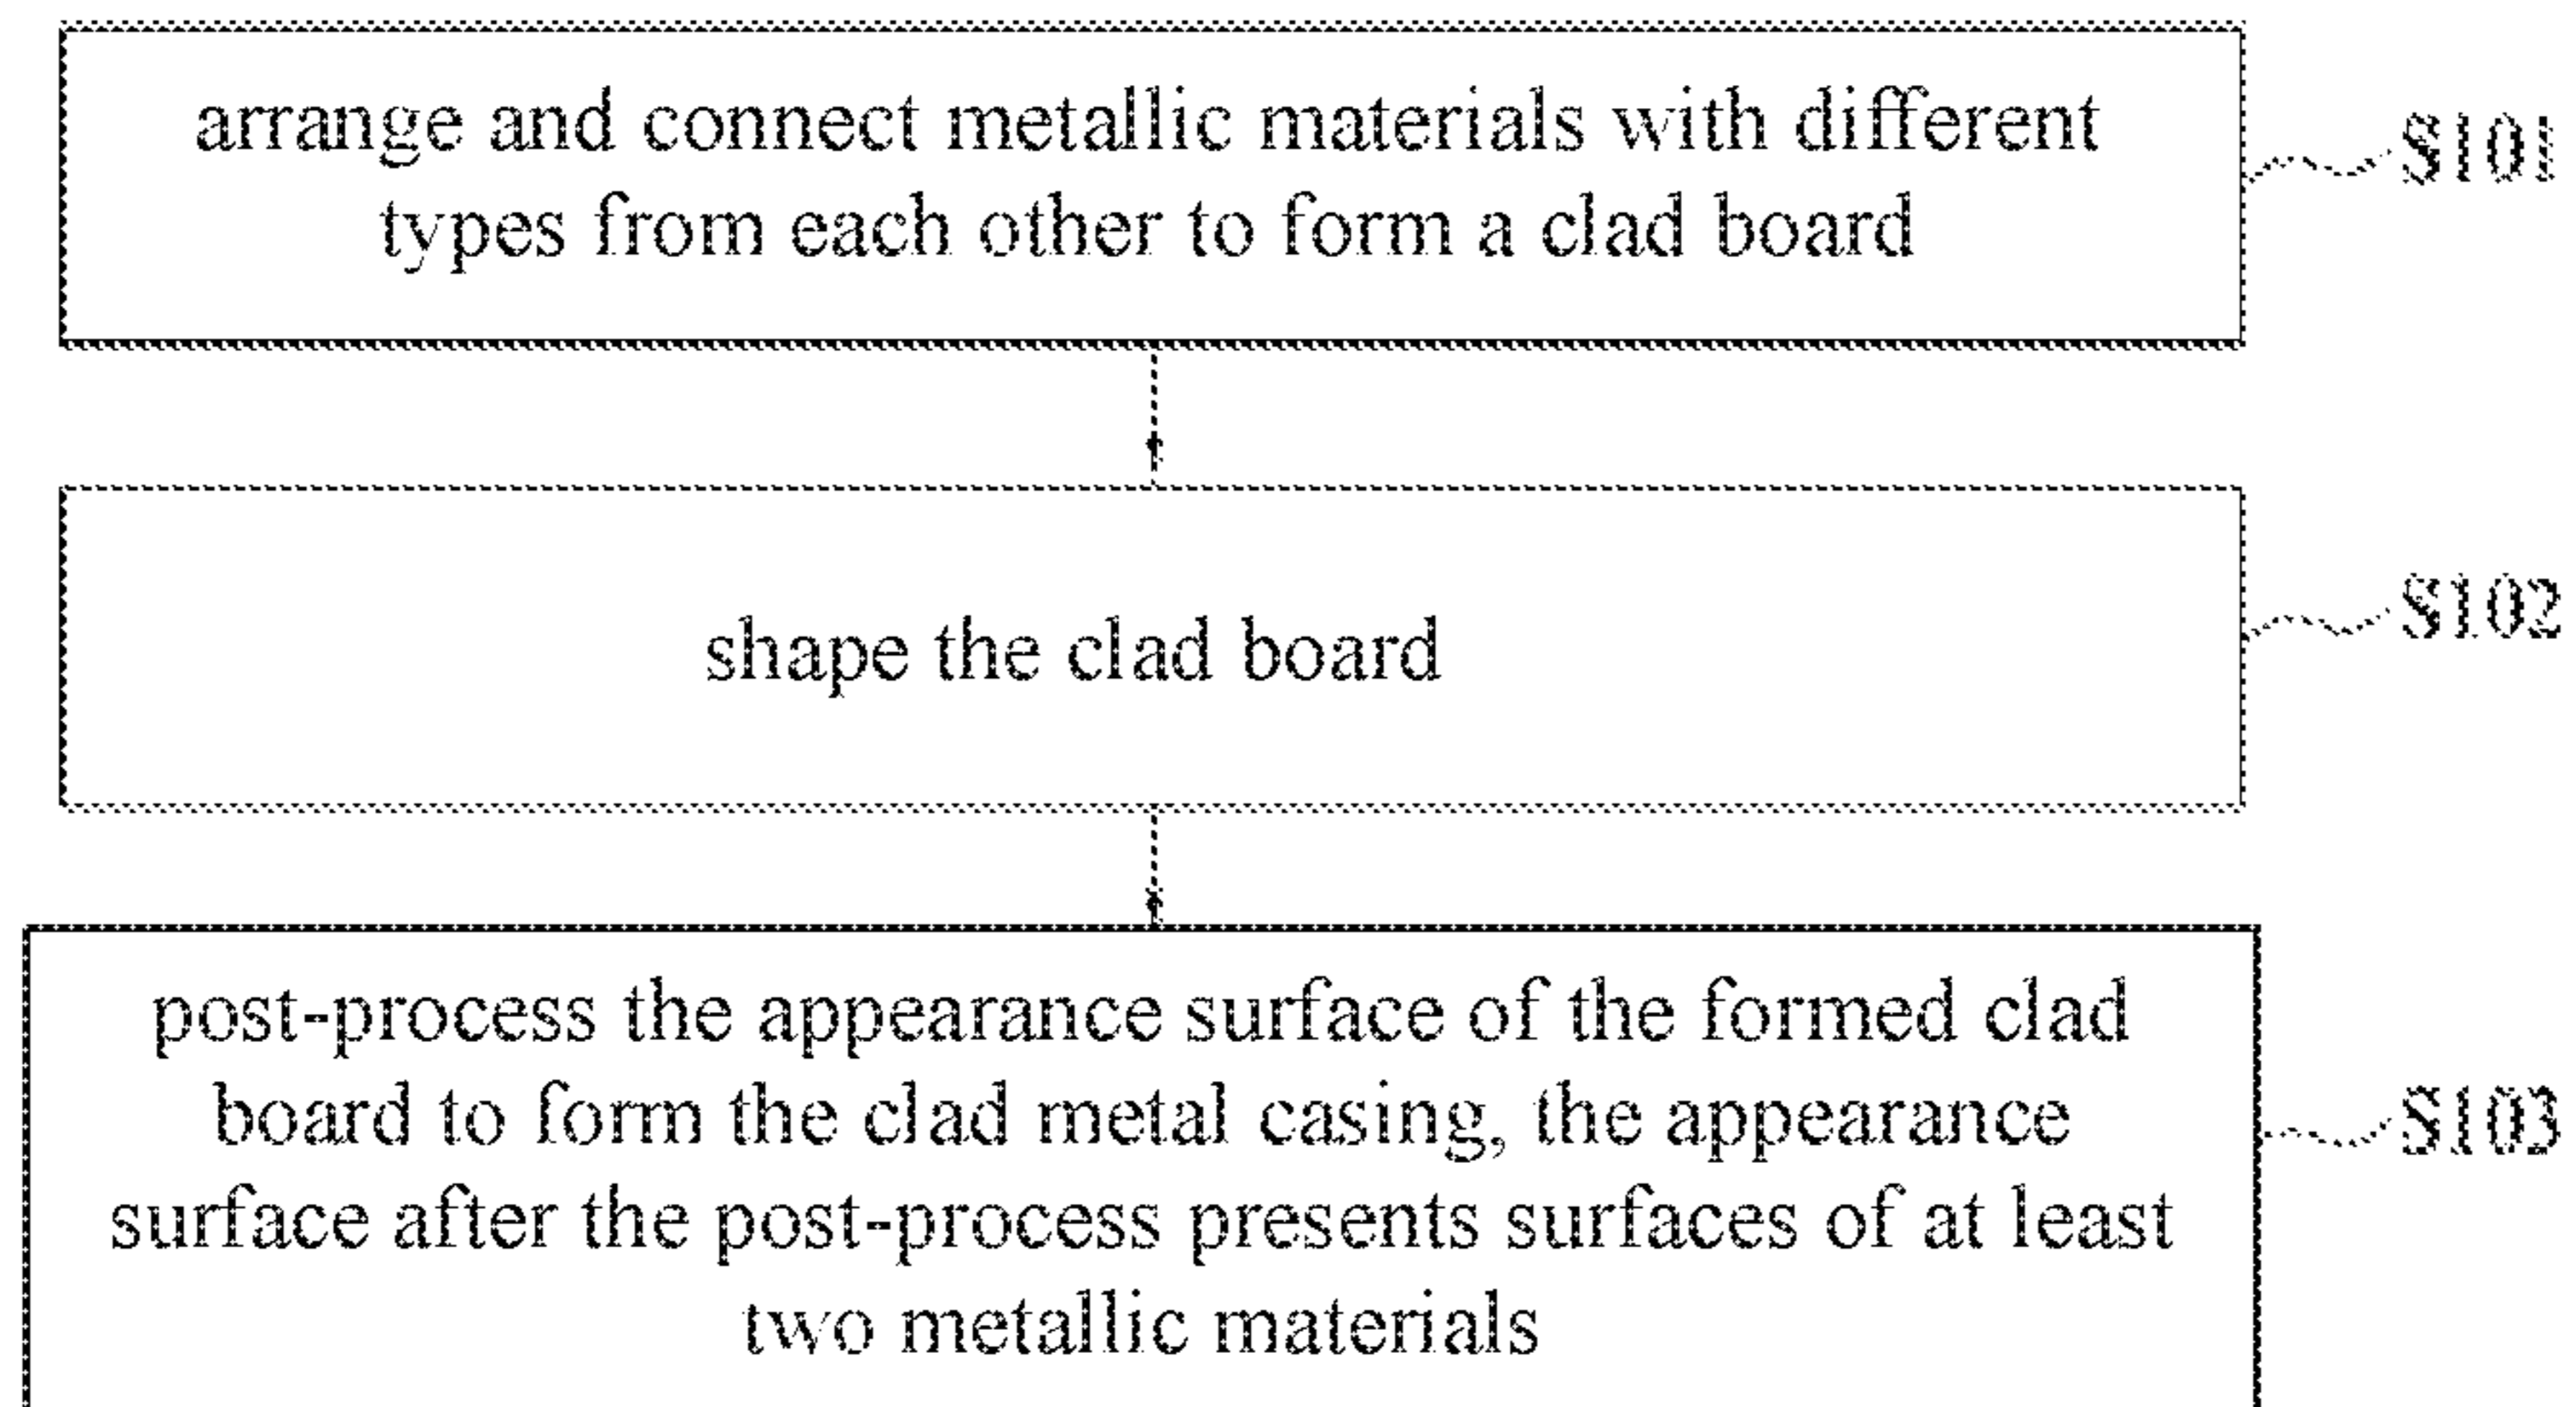 arrange and connect metallic materials with different
types from each other to form a clad board
S101
shape the clad board
S102
post-process the appearance surface of the formed clad
board to form the clad metal casing, the appearance
surface after the post-process presents surfaces of at least
two metallic materials
S103